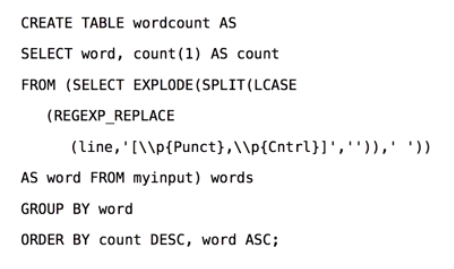 CREATE TABLE wordcount AS
SELECT word, count(1) AS count
FROM (SELECT EXPLODE(SPLIT(LCASE
(REGEXP_REPLACE
(line,'[\\p{Punct},\\p{Cntrl}]','')),' '))
AS word FROM myinput) words
GROUP BY word
ORDER BY count DESC, word ASC;